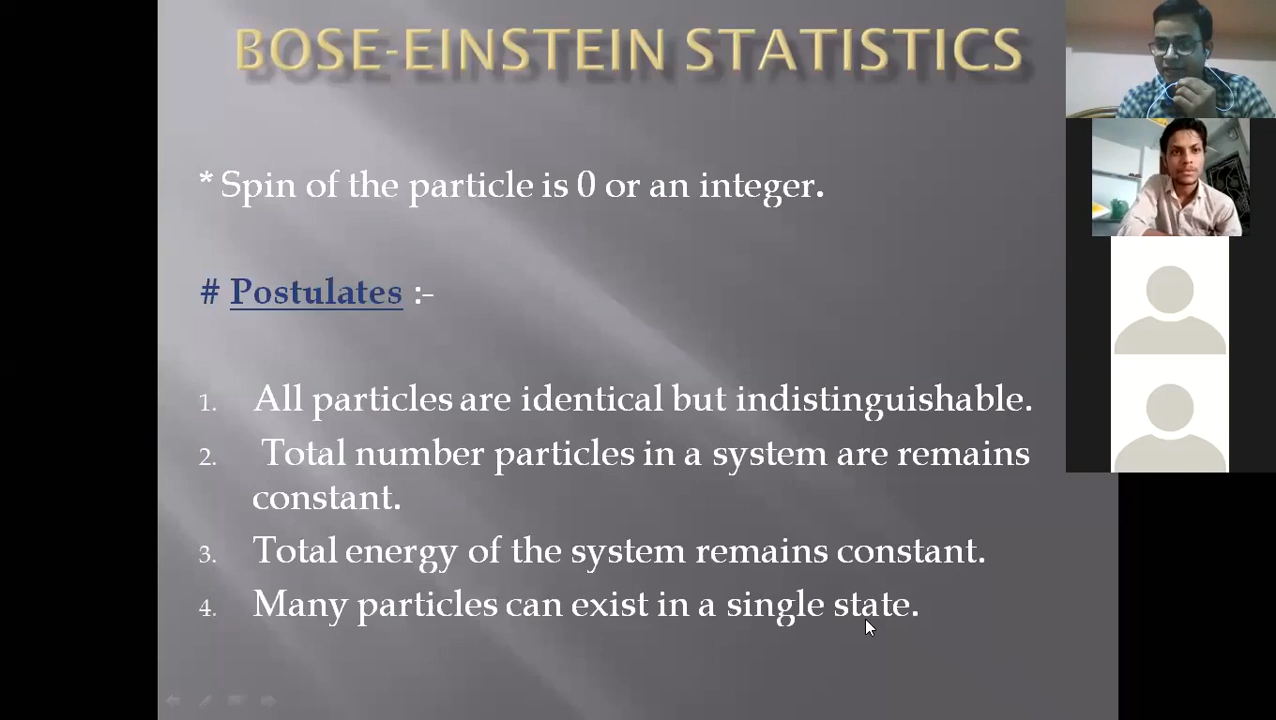 BOSE-EINSTEIN STATISTICS
* Spin of the particle is 0 or an integer.
# Postulates :-
1. All particles are identical but indistinguishable.
2. Total number particles in a system are remains
constant.
3. Total energy of the system remains constant.
4. Many particles can exist in a single state.